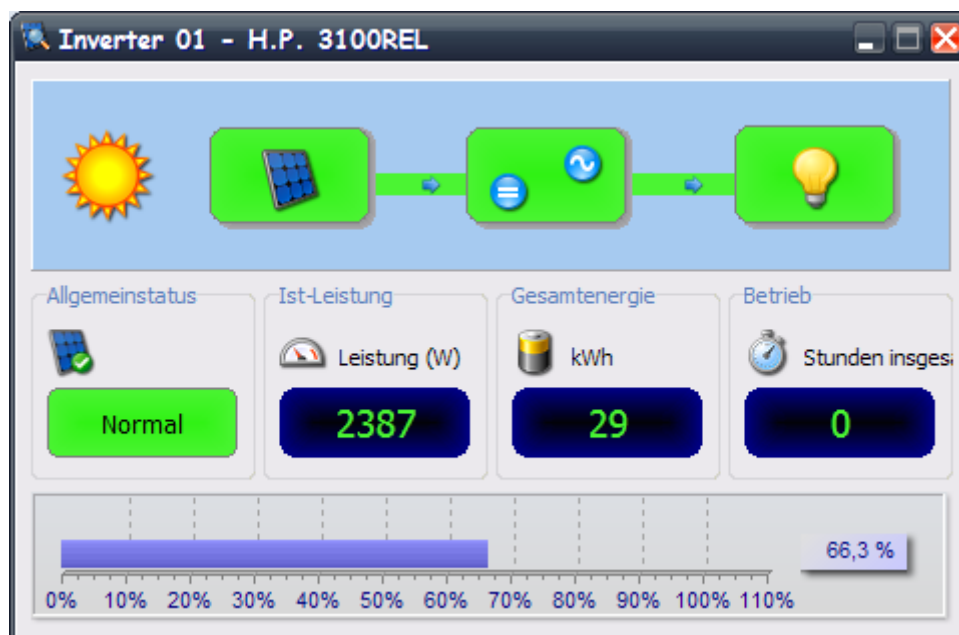 Inverter 01 - H.P. 3100REL
Allgemeinstatus
Ist-Leistung
Gesamtenergie
Betrieb
Leistung (W)
kWh
Stunden insgesa
Normal
2387
29
0
66,3 %
0% 10% 20% 30% 40% 50% 60% 70% 80% 90% 100% 110%